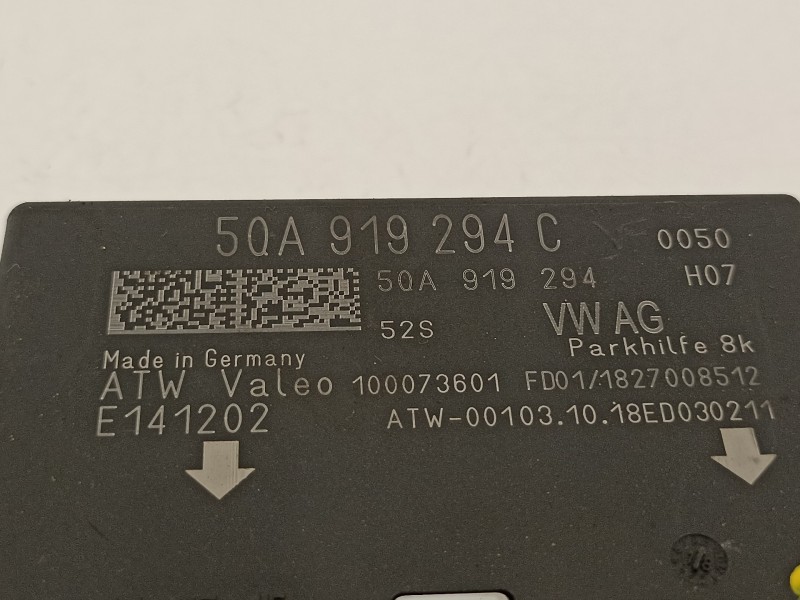 5QA 919 294 C
0050
5QA 919 294
H07
52S
VW AG
Parkhilfe 8k
Made in Germany
ATW Valeo 100073601 FD01/1827008512
E141202
ATW-00103.10.18ED030211